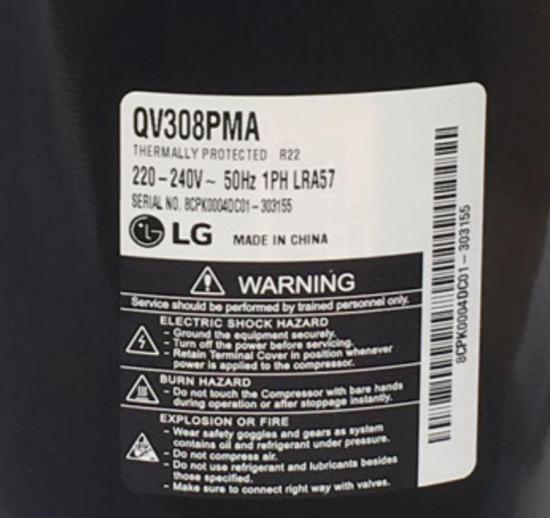 QV308PMA
THERMALLY PROTECTED R22
220-240V~ 50Hz 1PH LRA57
SERIAL NO. 8CPK0004DC01-303155
LG MADE IN CHINA
WARNING
Service should be performed by trained personnel only.
ELECTRIC SHOCK HAZARD
- Ground the equipment securely.
- Turn off the power before servicing.
- Retain Terminal Cover in position whenever
power is applied to the compressor.
BURN HAZARD
- Do not touch the Compressor with bare hands
during operation or after stoppage instantly.
EXPLOSION OR FIRE
- Wear safety goggles and gears as system
contains oil and refrigerant under pressure.
- Do not compress air.
- Do not use refrigerant and lubricants besides
those specified.
- Make sure to connect right way with valves.
8CPK0004DC01-303155